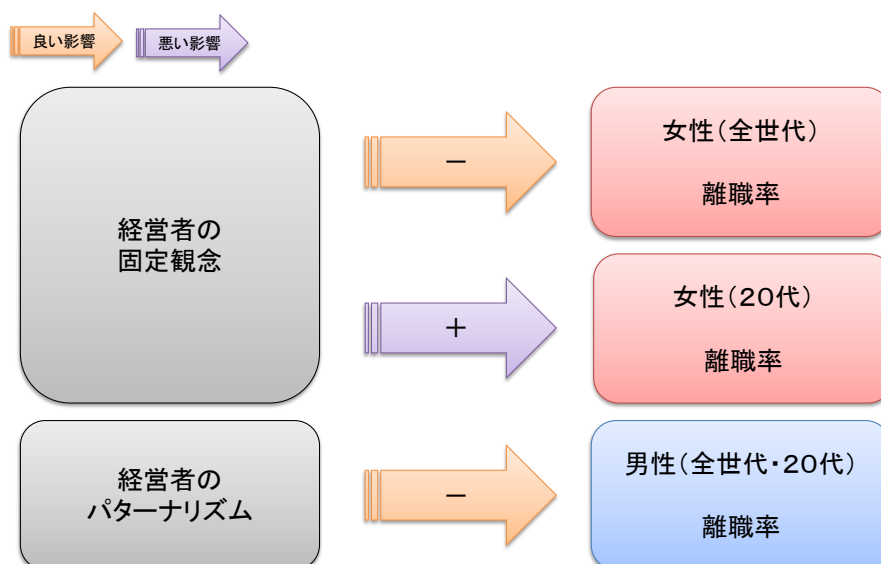 良い影響
悪い影響
経営者の
固定観念
－
女性(全世代)
離職率
＋
女性(20代)
離職率
経営者の
パターナリズム
－
男性(全世代・20代)
離職率